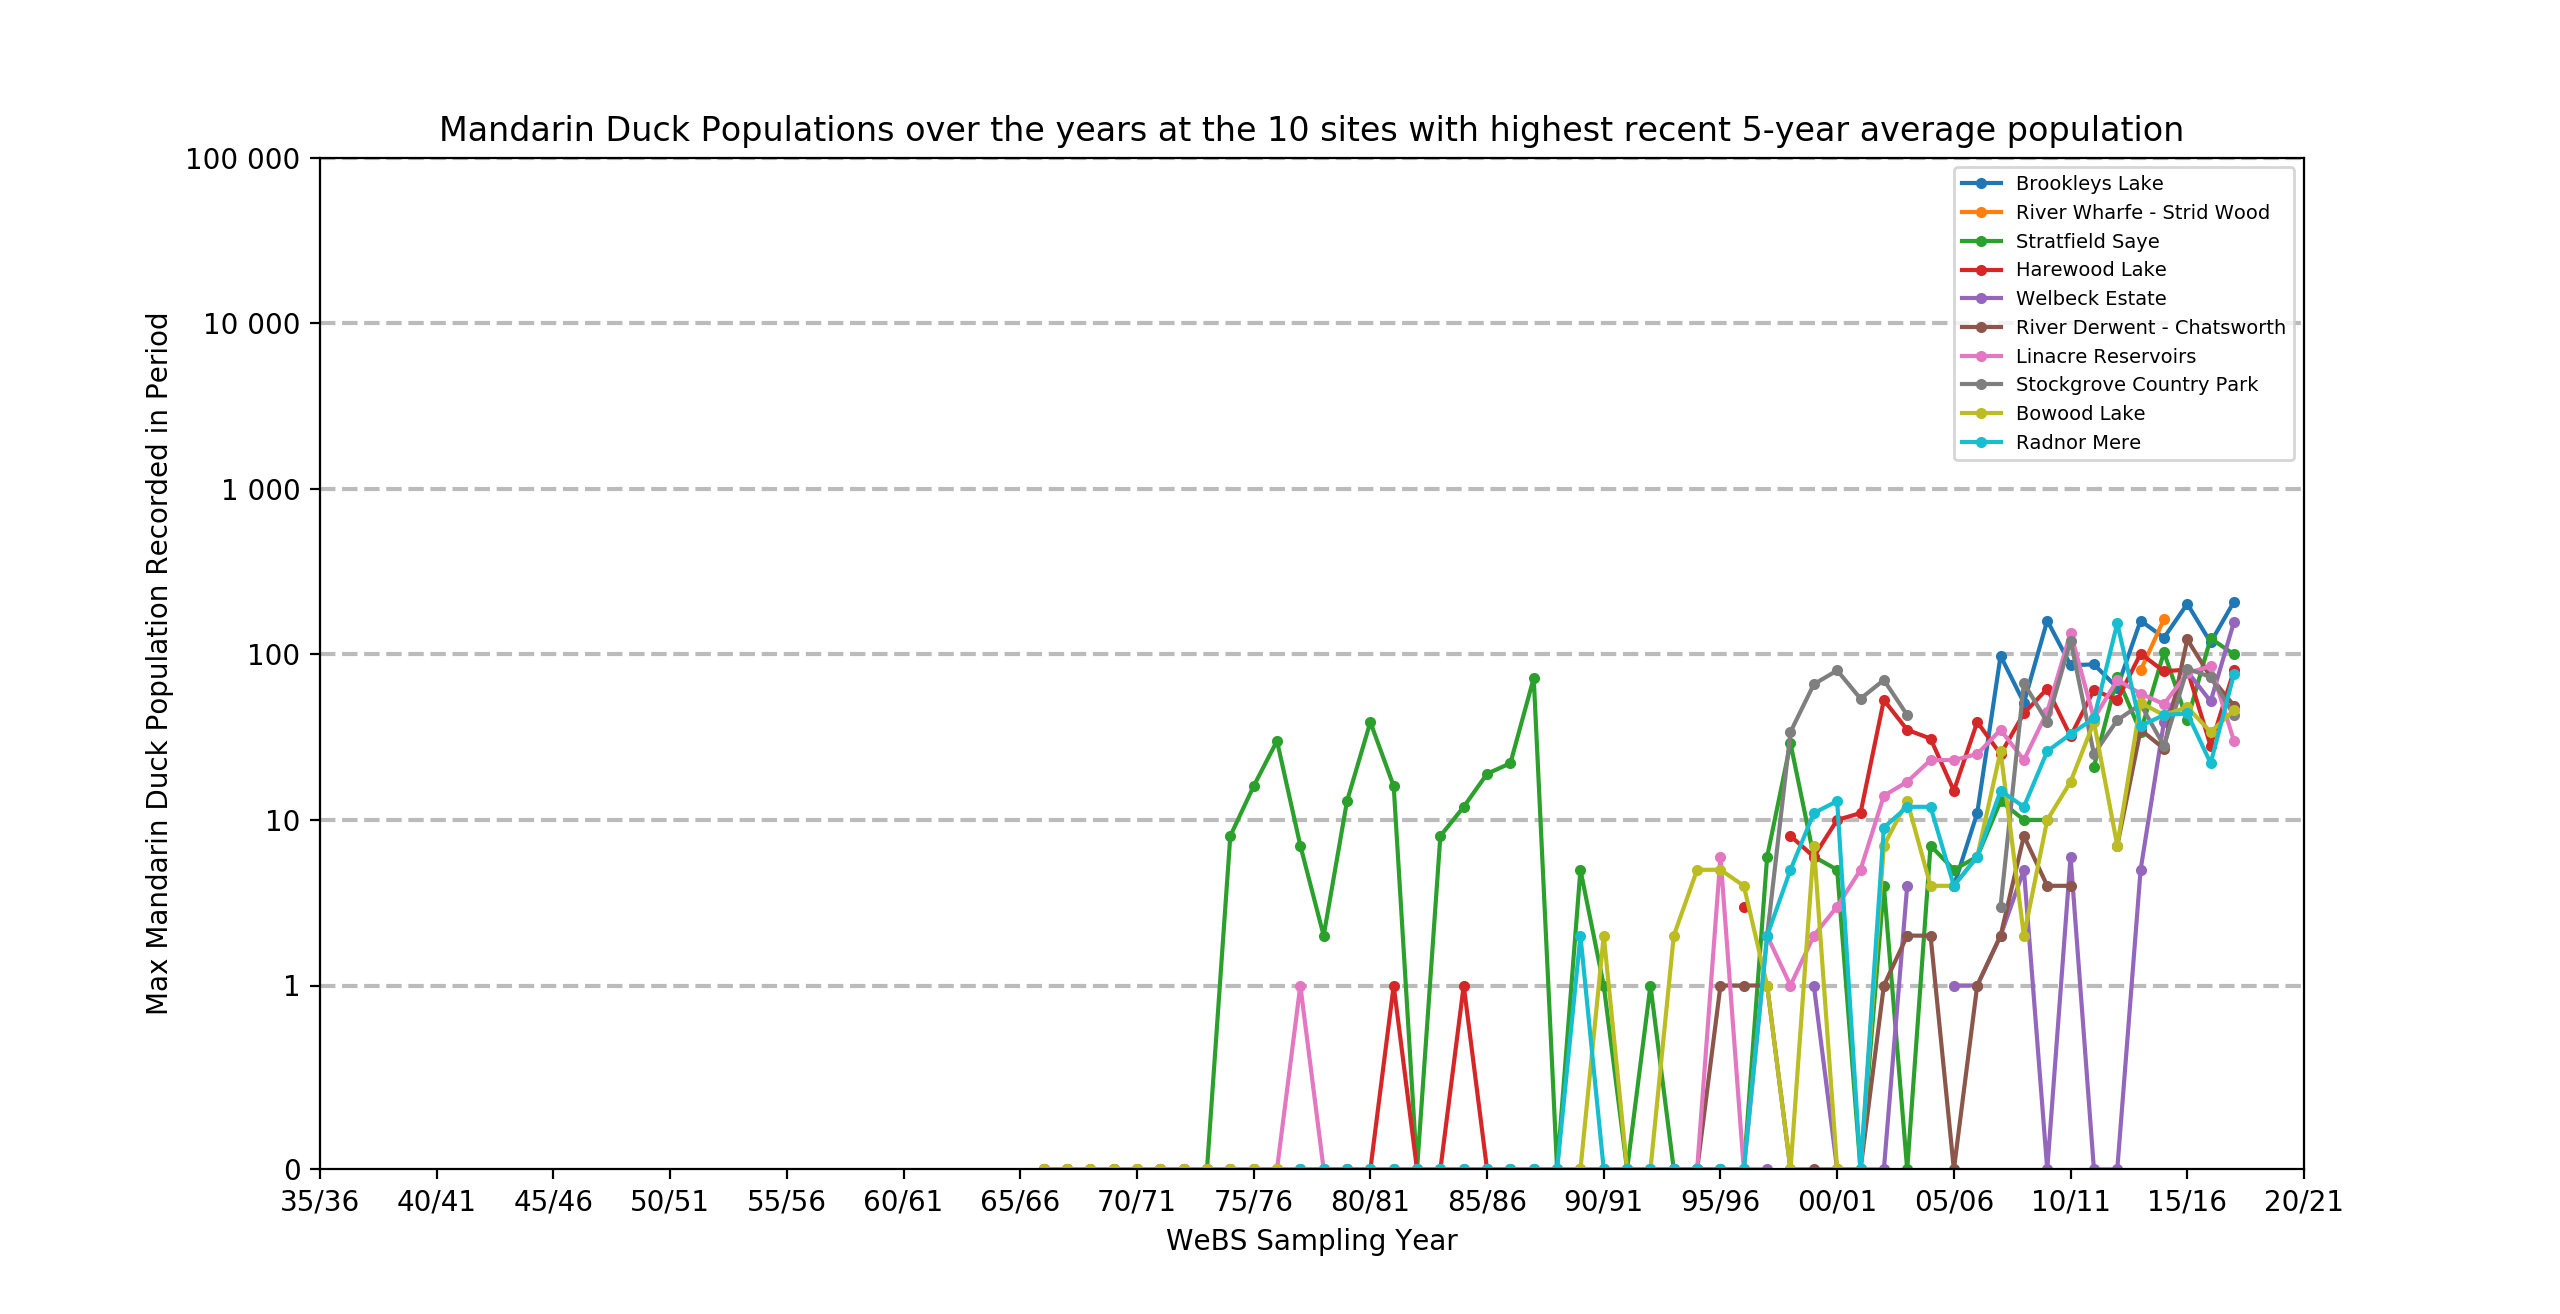 Mandarin Duck Populations over the years at the 10 sites with highest recent 5-year average population
100 000
10 000
1 000
100
10
1
0
Max Mandarin Duck Population Recorded in Period
Brookleys Lake
River Wharfe - Strid Wood
Stratfield Saye
Harewood Lake
Welbeck Estate
River Derwent - Chatsworth
Linacre Reservoirs
Stockgrove Country Park
Bowood Lake
Radnor Mere
35/36 40/41 45/46 50/51 55/56 60/61 65/66 70/71 75/76 80/81 85/86 90/91 95/96 00/01 05/06 10/11 15/16 20/21
WeBS Sampling Year